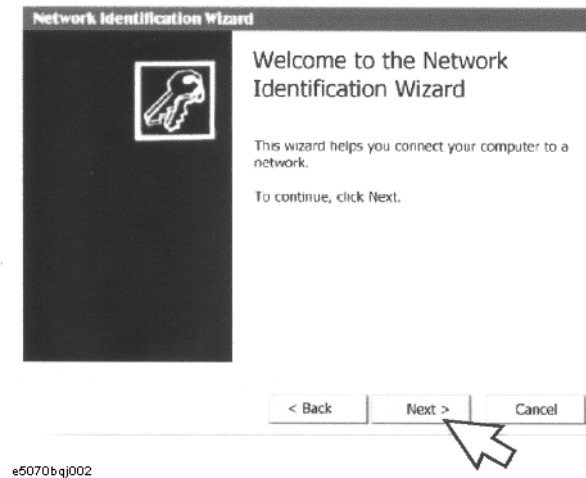 Network Identification Wizard
Welcome to the Network
Identification Wizard
This wizard helps you connect your computer to a
network.
To continue, click Next.
< Back
Next >
Cancel
e5070bqj002